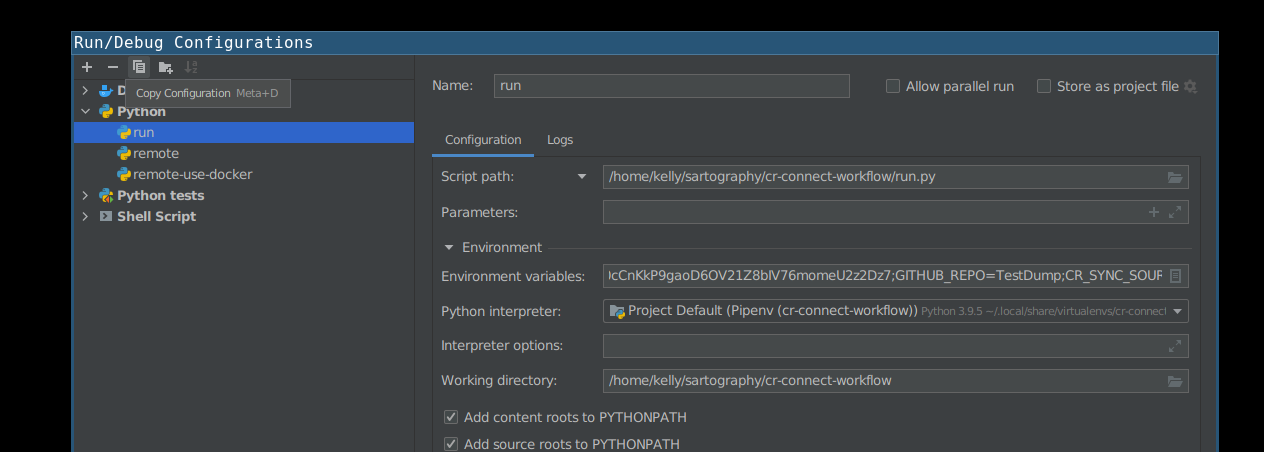 Run/Debug Configurations
D
Copy Configuration Meta+D
Python
run
remote
remote-use-docker
Python tests
Shell Script
Name: run
Allow parallel run
Store as project file
Configuration Logs
Script path: /home/kelly/sartography/cr-connect-workflow/run.py
Parameters:
Environment
Environment variables: cCnKkP9gaoD6OV21Z8bIV76momeU2z2Dz7;GITHUB_REPO=TestDump;CR_SYNC_SOUR
Python interpreter: Project Default (Pipenv (cr-connect-workflow)) Python 3.9.5 ~/.local/share/virtualenvs/cr-connect
Interpreter options:
Working directory: /home/kelly/sartography/cr-connect-workflow
Add content roots to PYTHONPATH
Add source roots to PYTHONPATH